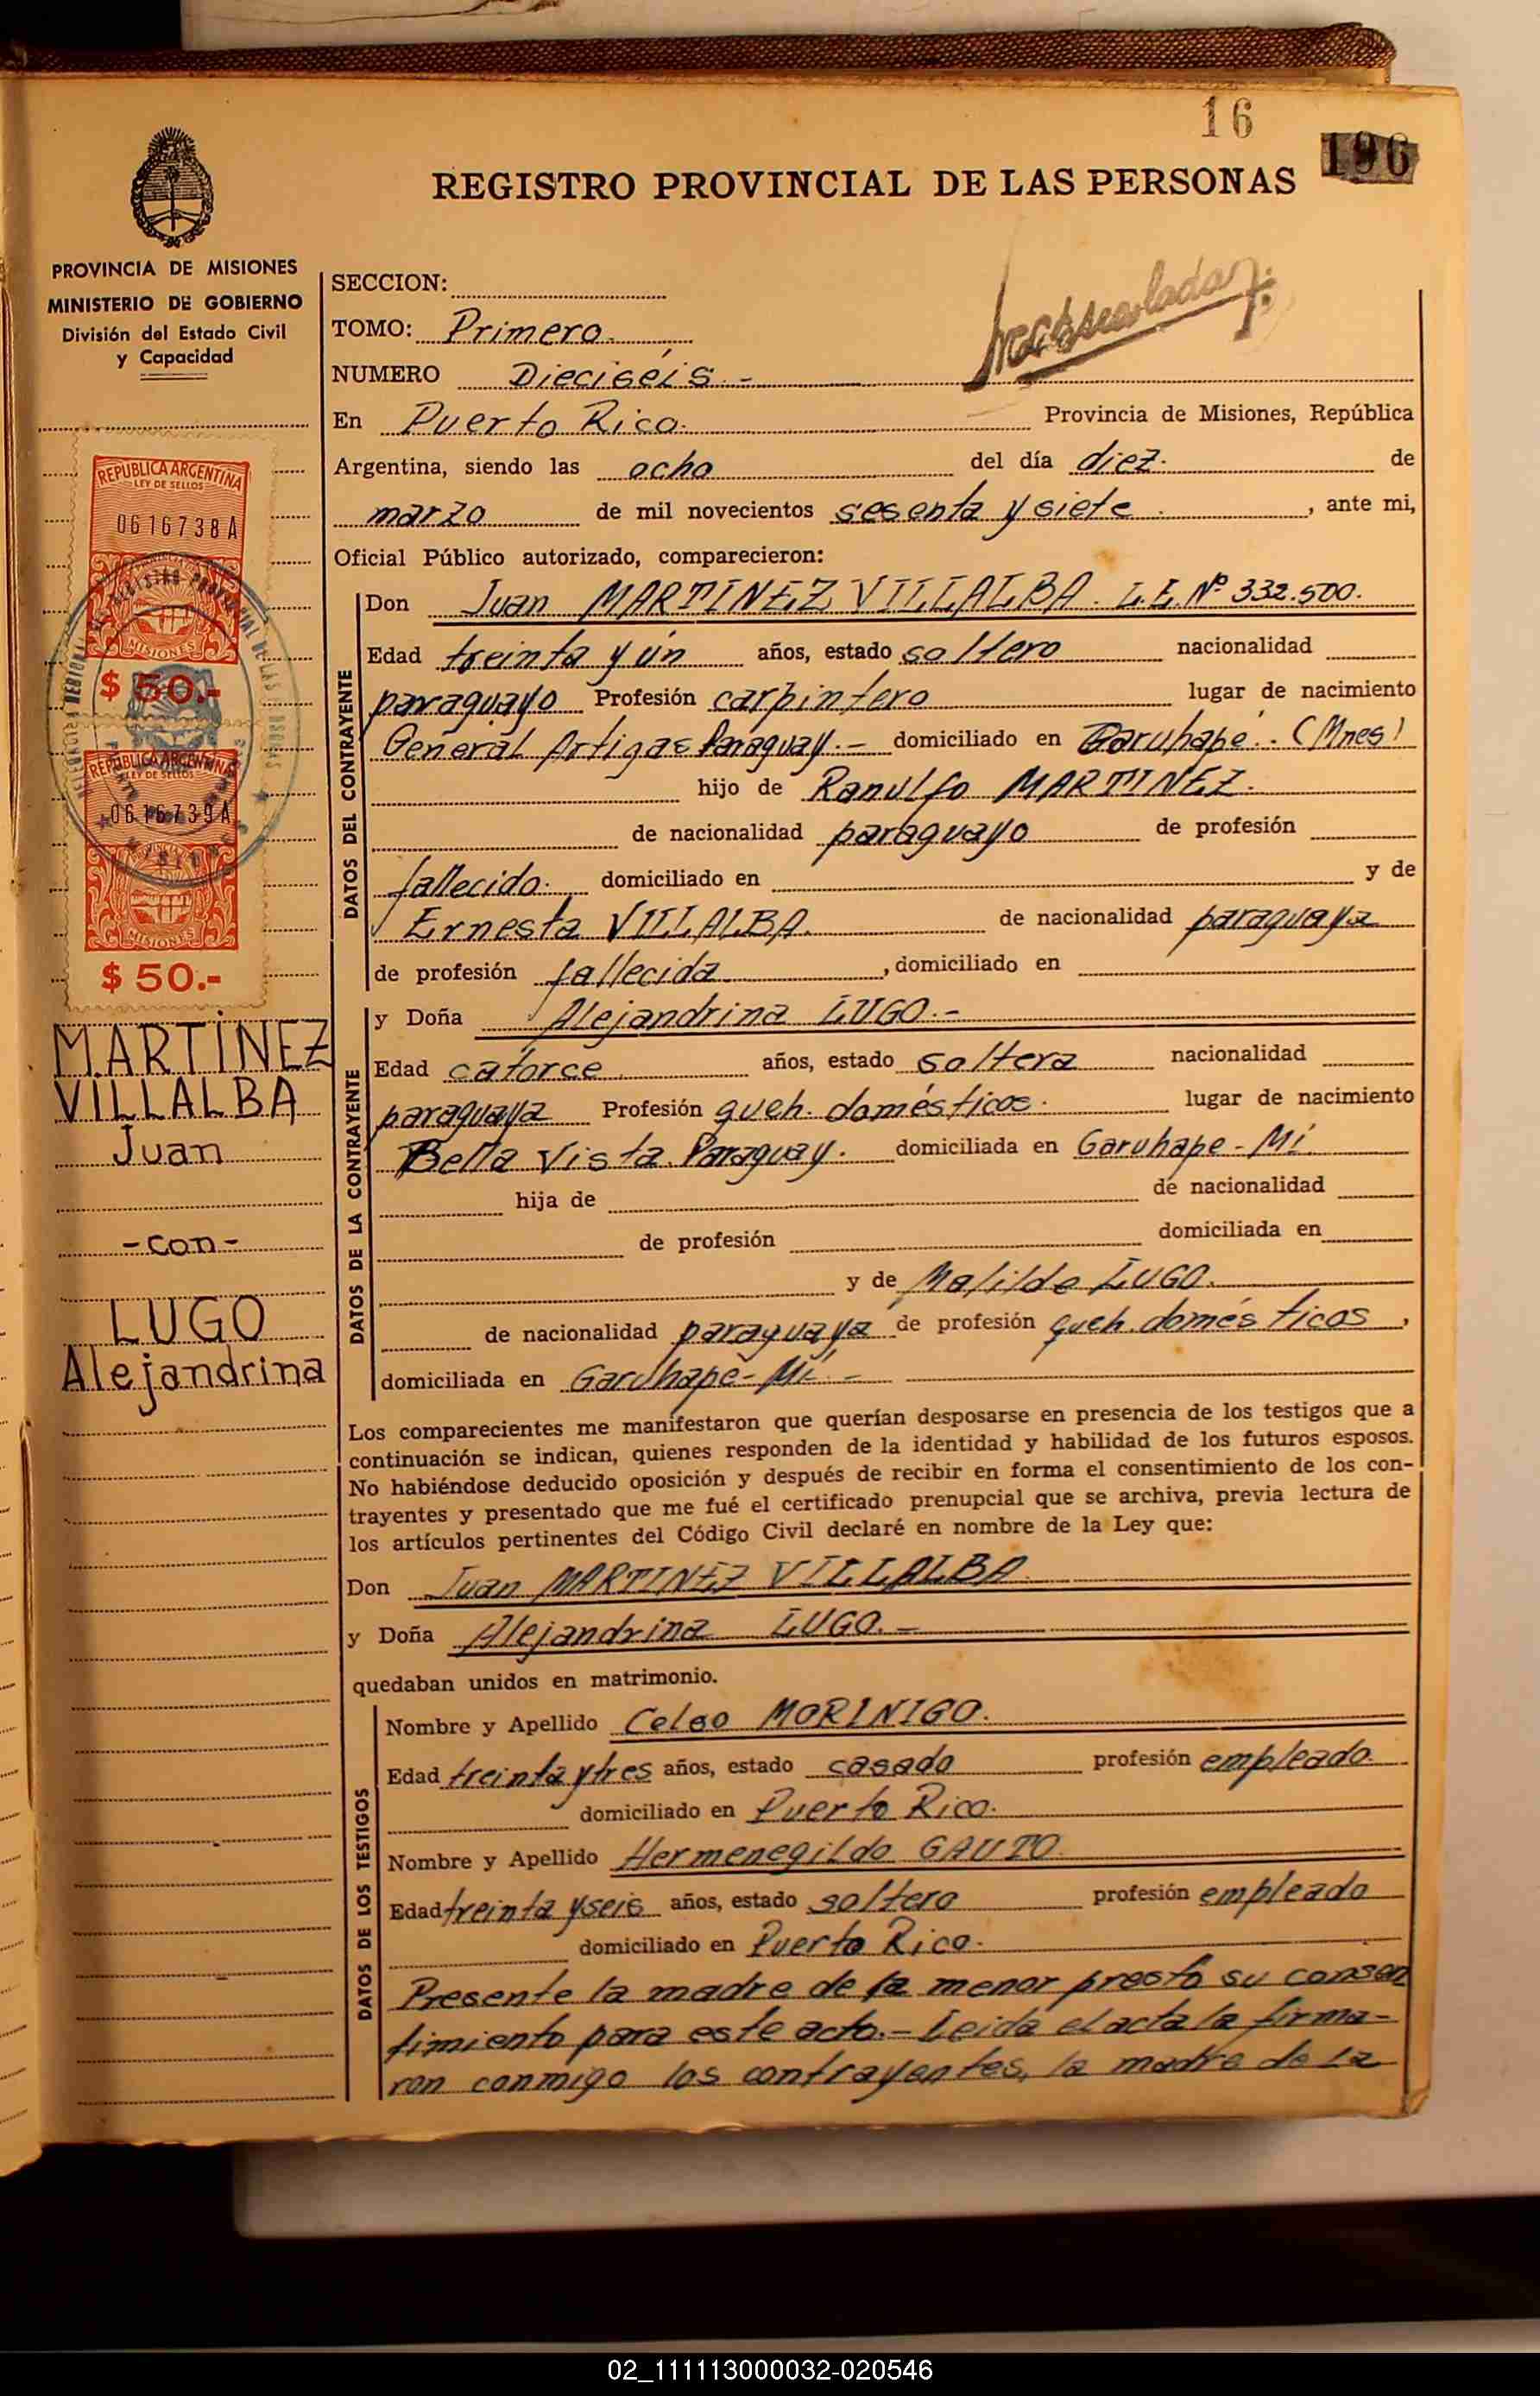 16
196
REGISTRO PROVINCIAL DE LAS PERSONAS
PROVINCIA DE MISIONES
MINISTERIO DE GOBIERNO
División del Estado Civil
y Capacidad
REPUBLICA ARGENTINA
LEY DE SELLOS
0616738A
MISIONES
$ 50.-
REPUBLICA ARGENTINA
LEY DE SELLOS
0616739A
MISIONES
$ 50.-
MARTINEZ
VILLALBA
Juan
-con-
LUGO
Alejandrina
SECCION:
TOMO: Primero.
NUMERO Dieciséis.-
En Puerto Rico. Provincia de Misiones, República
Argentina, siendo las ocho del día diez. de
marzo de mil novecientos sesenta y siete. , ante mi,
Oficial Público autorizado, comparecieron:
DATOS DEL CONTRAYENTE
Don Juan MARTINEZ VILLALBA. L.E. Nº 332.500.
Edad treinta y ún años, estado soltero nacionalidad
paraguayo Profesión carpintero lugar de nacimiento
General Artigas Paraguay.- domiciliado en Garuhapé.. (Mnes)
hijo de Ranulfo MARTINEZ.
de nacionalidad paraguayo de profesión
fallecido. domiciliado en y de
Ernesta VILLALBA. de nacionalidad paraguaya
de profesión fallecida. , domiciliado en
DATOS DE LA CONTRAYENTE
y Doña Alejandrina LUGO.-
Edad catorce. años, estado soltera nacionalidad
paraguaya Profesión queh. domésticos. lugar de nacimiento
Bella Vista. Paraguay. domiciliada en Garuhape-Mí.
hija de de nacionalidad
de profesión domiciliada en
y de Matilde LUGO.
de nacionalidad paraguaya de profesión queh. domésticos ,
domiciliada en Garuhapé-Mí.-
Los comparecientes me manifestaron que querían desposarse en presencia de los testigos que a
continuación se indican, quienes responden de la identidad y habilidad de los futuros esposos.
No habiéndose deducido oposición y después de recibir en forma el consentimiento de los con-
trayentes y presentado que me fué el certificado prenupcial que se archiva, previa lectura de
los artículos pertinentes del Código Civil declaré en nombre de la Ley que:
Don Juan MARTINEZ VILLALBA
y Doña Alejandrina LUGO.-
quedaban unidos en matrimonio.
DATOS DE LOS TESTIGOS
Nombre y Apellido Celso MORINIGO.
Edad treinta y tres años, estado casado profesión empleado.
domiciliado en Puerto Rico.
Nombre y Apellido Hermenegildo GAUTO.
Edad treinta y seis años, estado soltero profesión empleado
domiciliado en Puerto Rico.
Presente la madre de la menor prestó su consen
timiento para este acto.- Leida el acta la firma-
ron conmigo los contrayentes, la madre de la
02_111113000032-020546